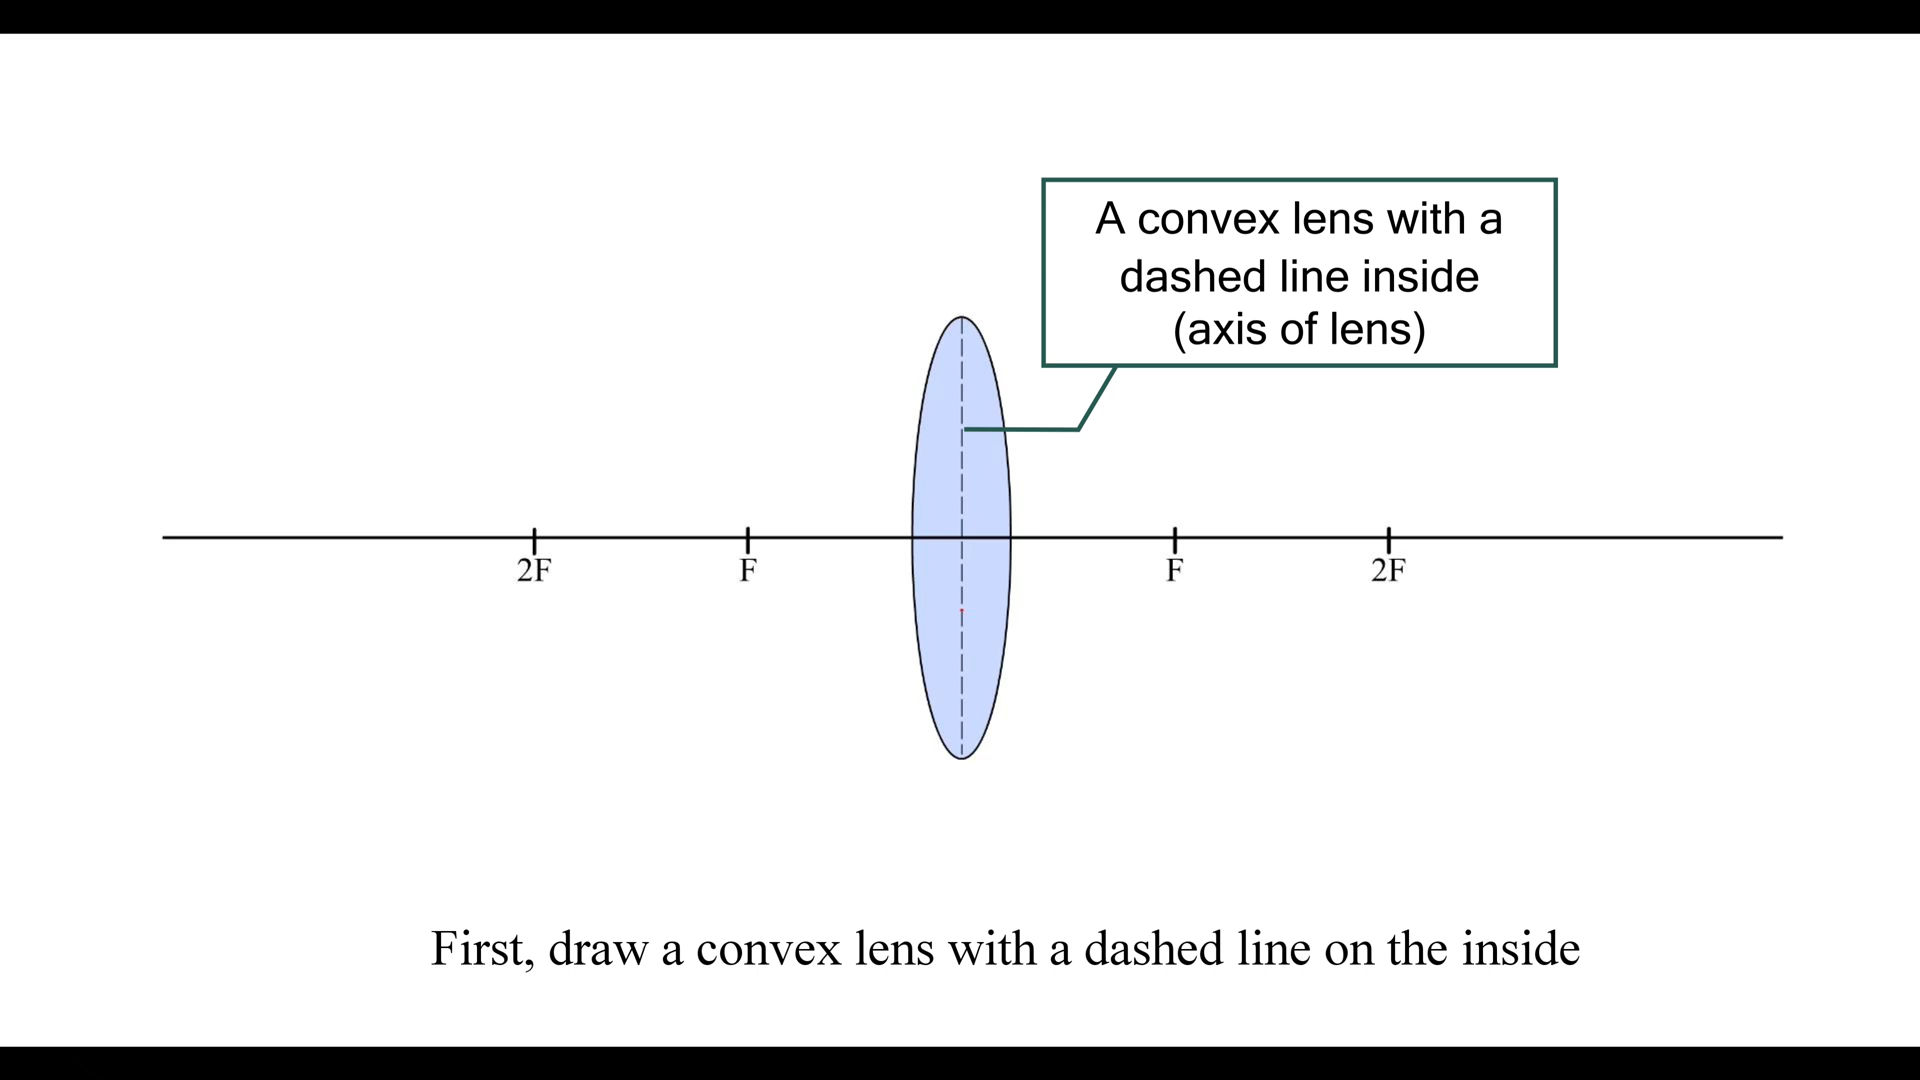 A convex lens with a
dashed line inside
(axis of lens)
2F
F
F
2F
First, draw a convex lens with a dashed line on the inside